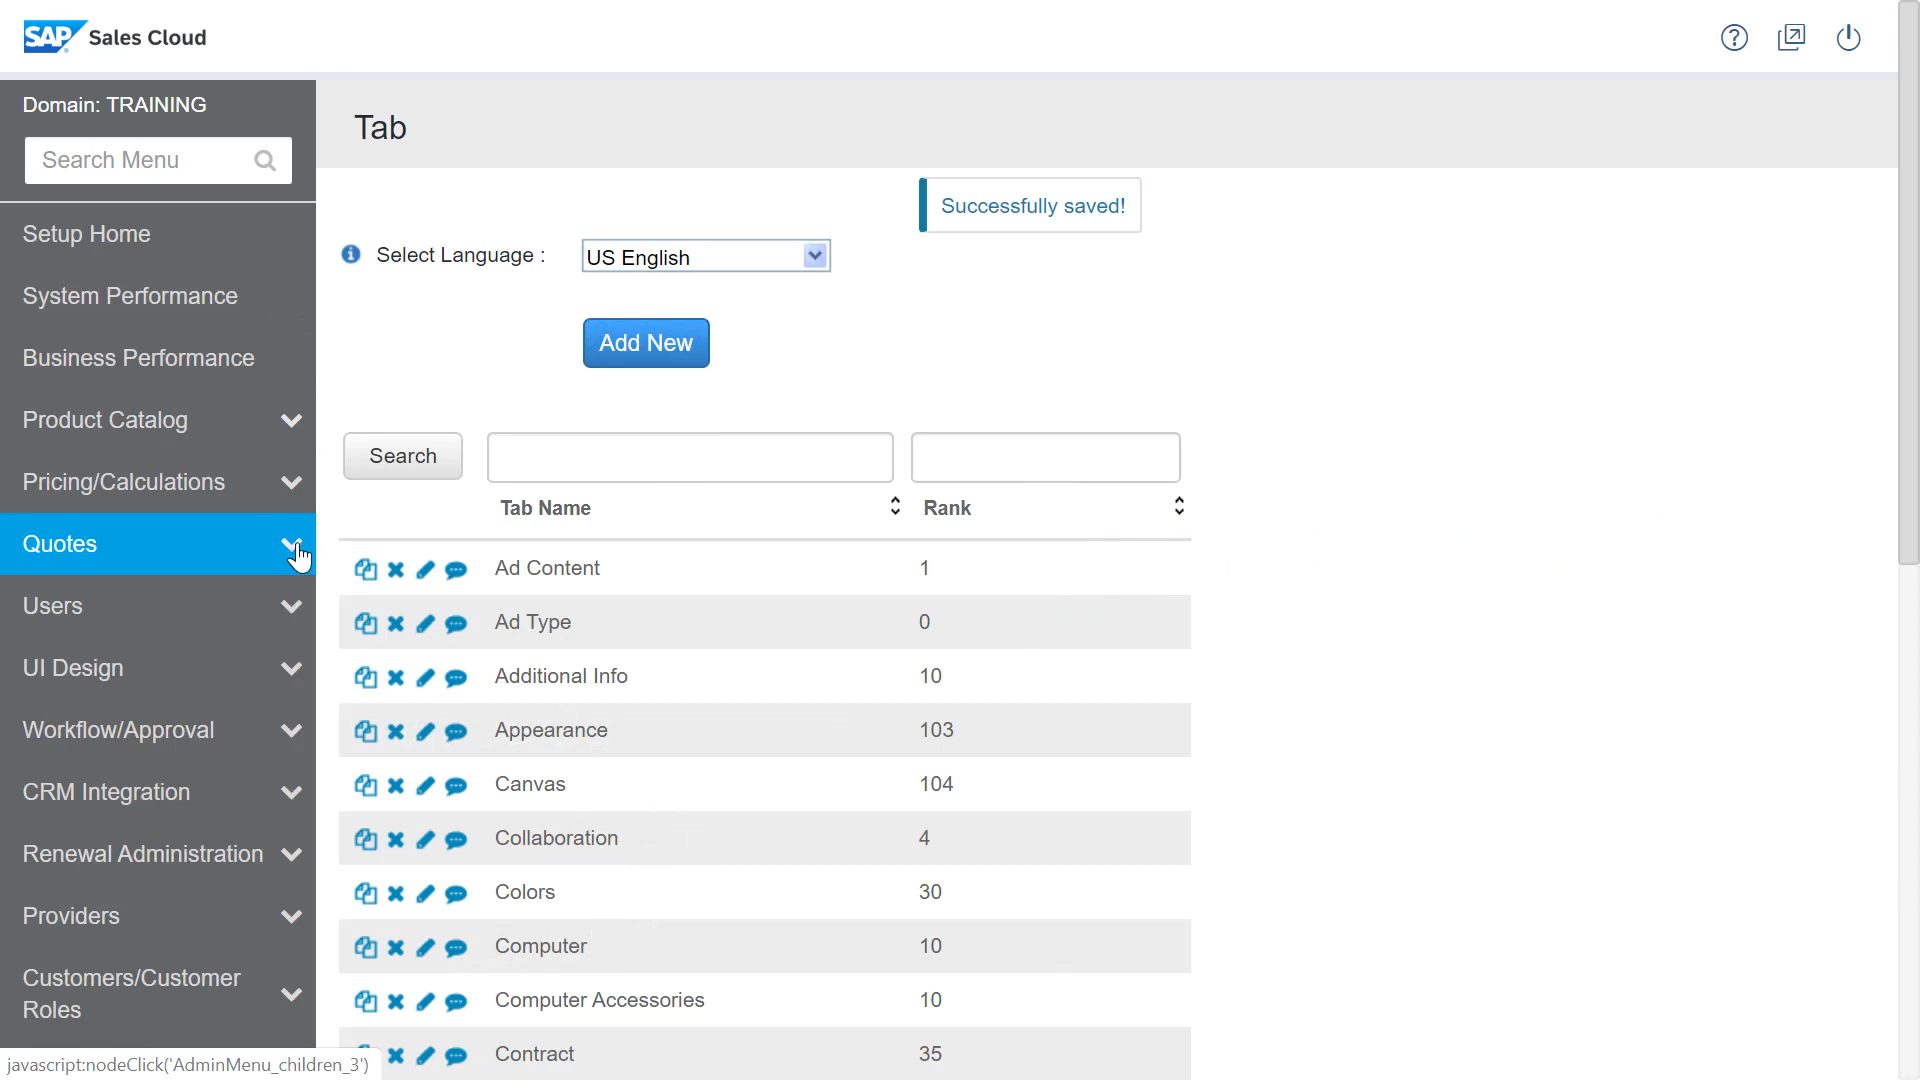 SAP Sales Cloud
Domain: TRAINING
Search Menu
Setup Home
System Performance
Business Performance
Product Catalog
Pricing/Calculations
Quotes
Users
UI Design
Workflow/Approval
CRM Integration
Renewal Administration
Providers
Customers/Customer
Roles
javascript:nodeClick('AdminMenu_children_3')
Tab
Successfully saved!
Select Language :
US English
Add New
Search
Tab Name Rank
Ad Content 1
Ad Type 0
Additional Info 10
Appearance 103
Canvas 104
Collaboration 4
Colors 30
Computer 10
Computer Accessories 10
Contract 35